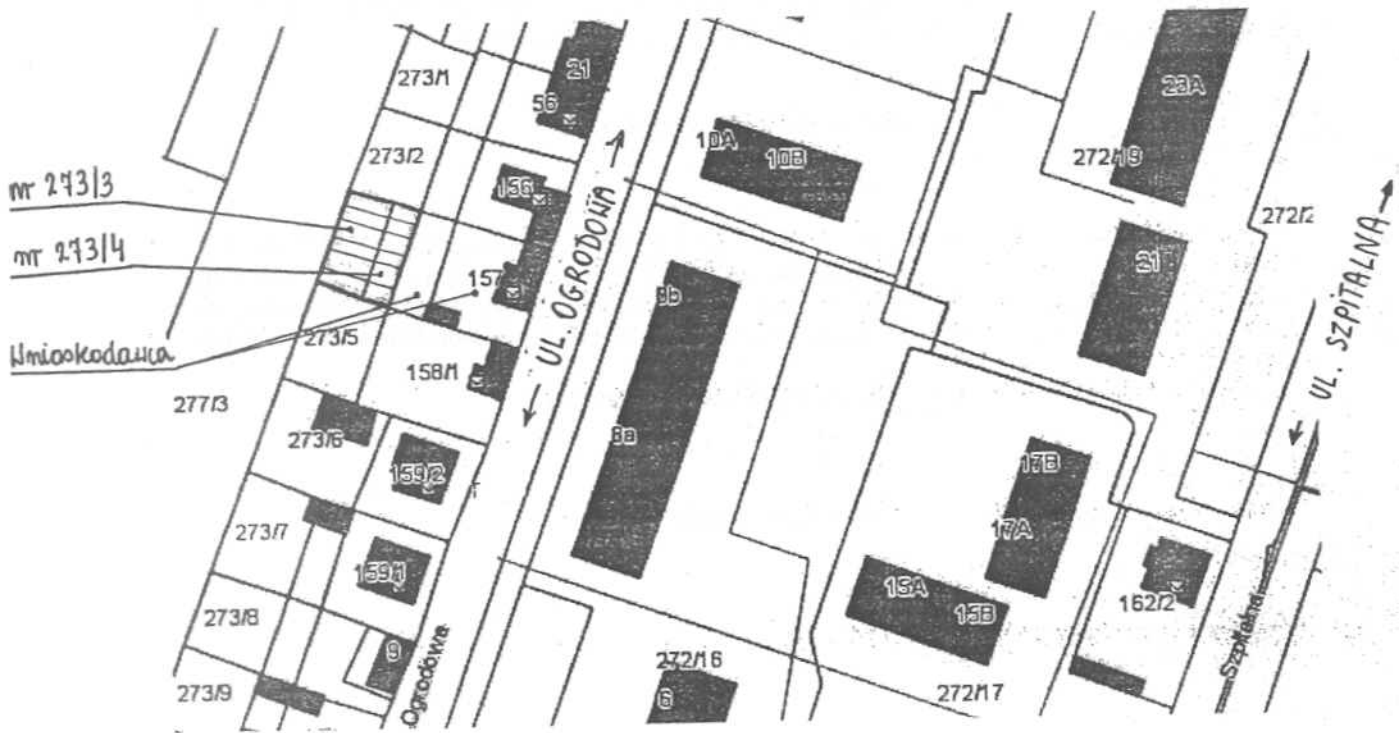 273/1
21
56
23A
10A
10B
273/2
272/19
156
nr 273/3
272/2
UL. OGRODOWA
UL. SZPITALNA
nr 273/4
157
21
9b
Wnioskodawca
273/5
158/1
277/3
8a
273/6
17B
159/2
17A
273/7
159/1
15A
15B
162/2
273/8
Szpitalna
9
Ogrodowa
272/16
6
273/9
272/17